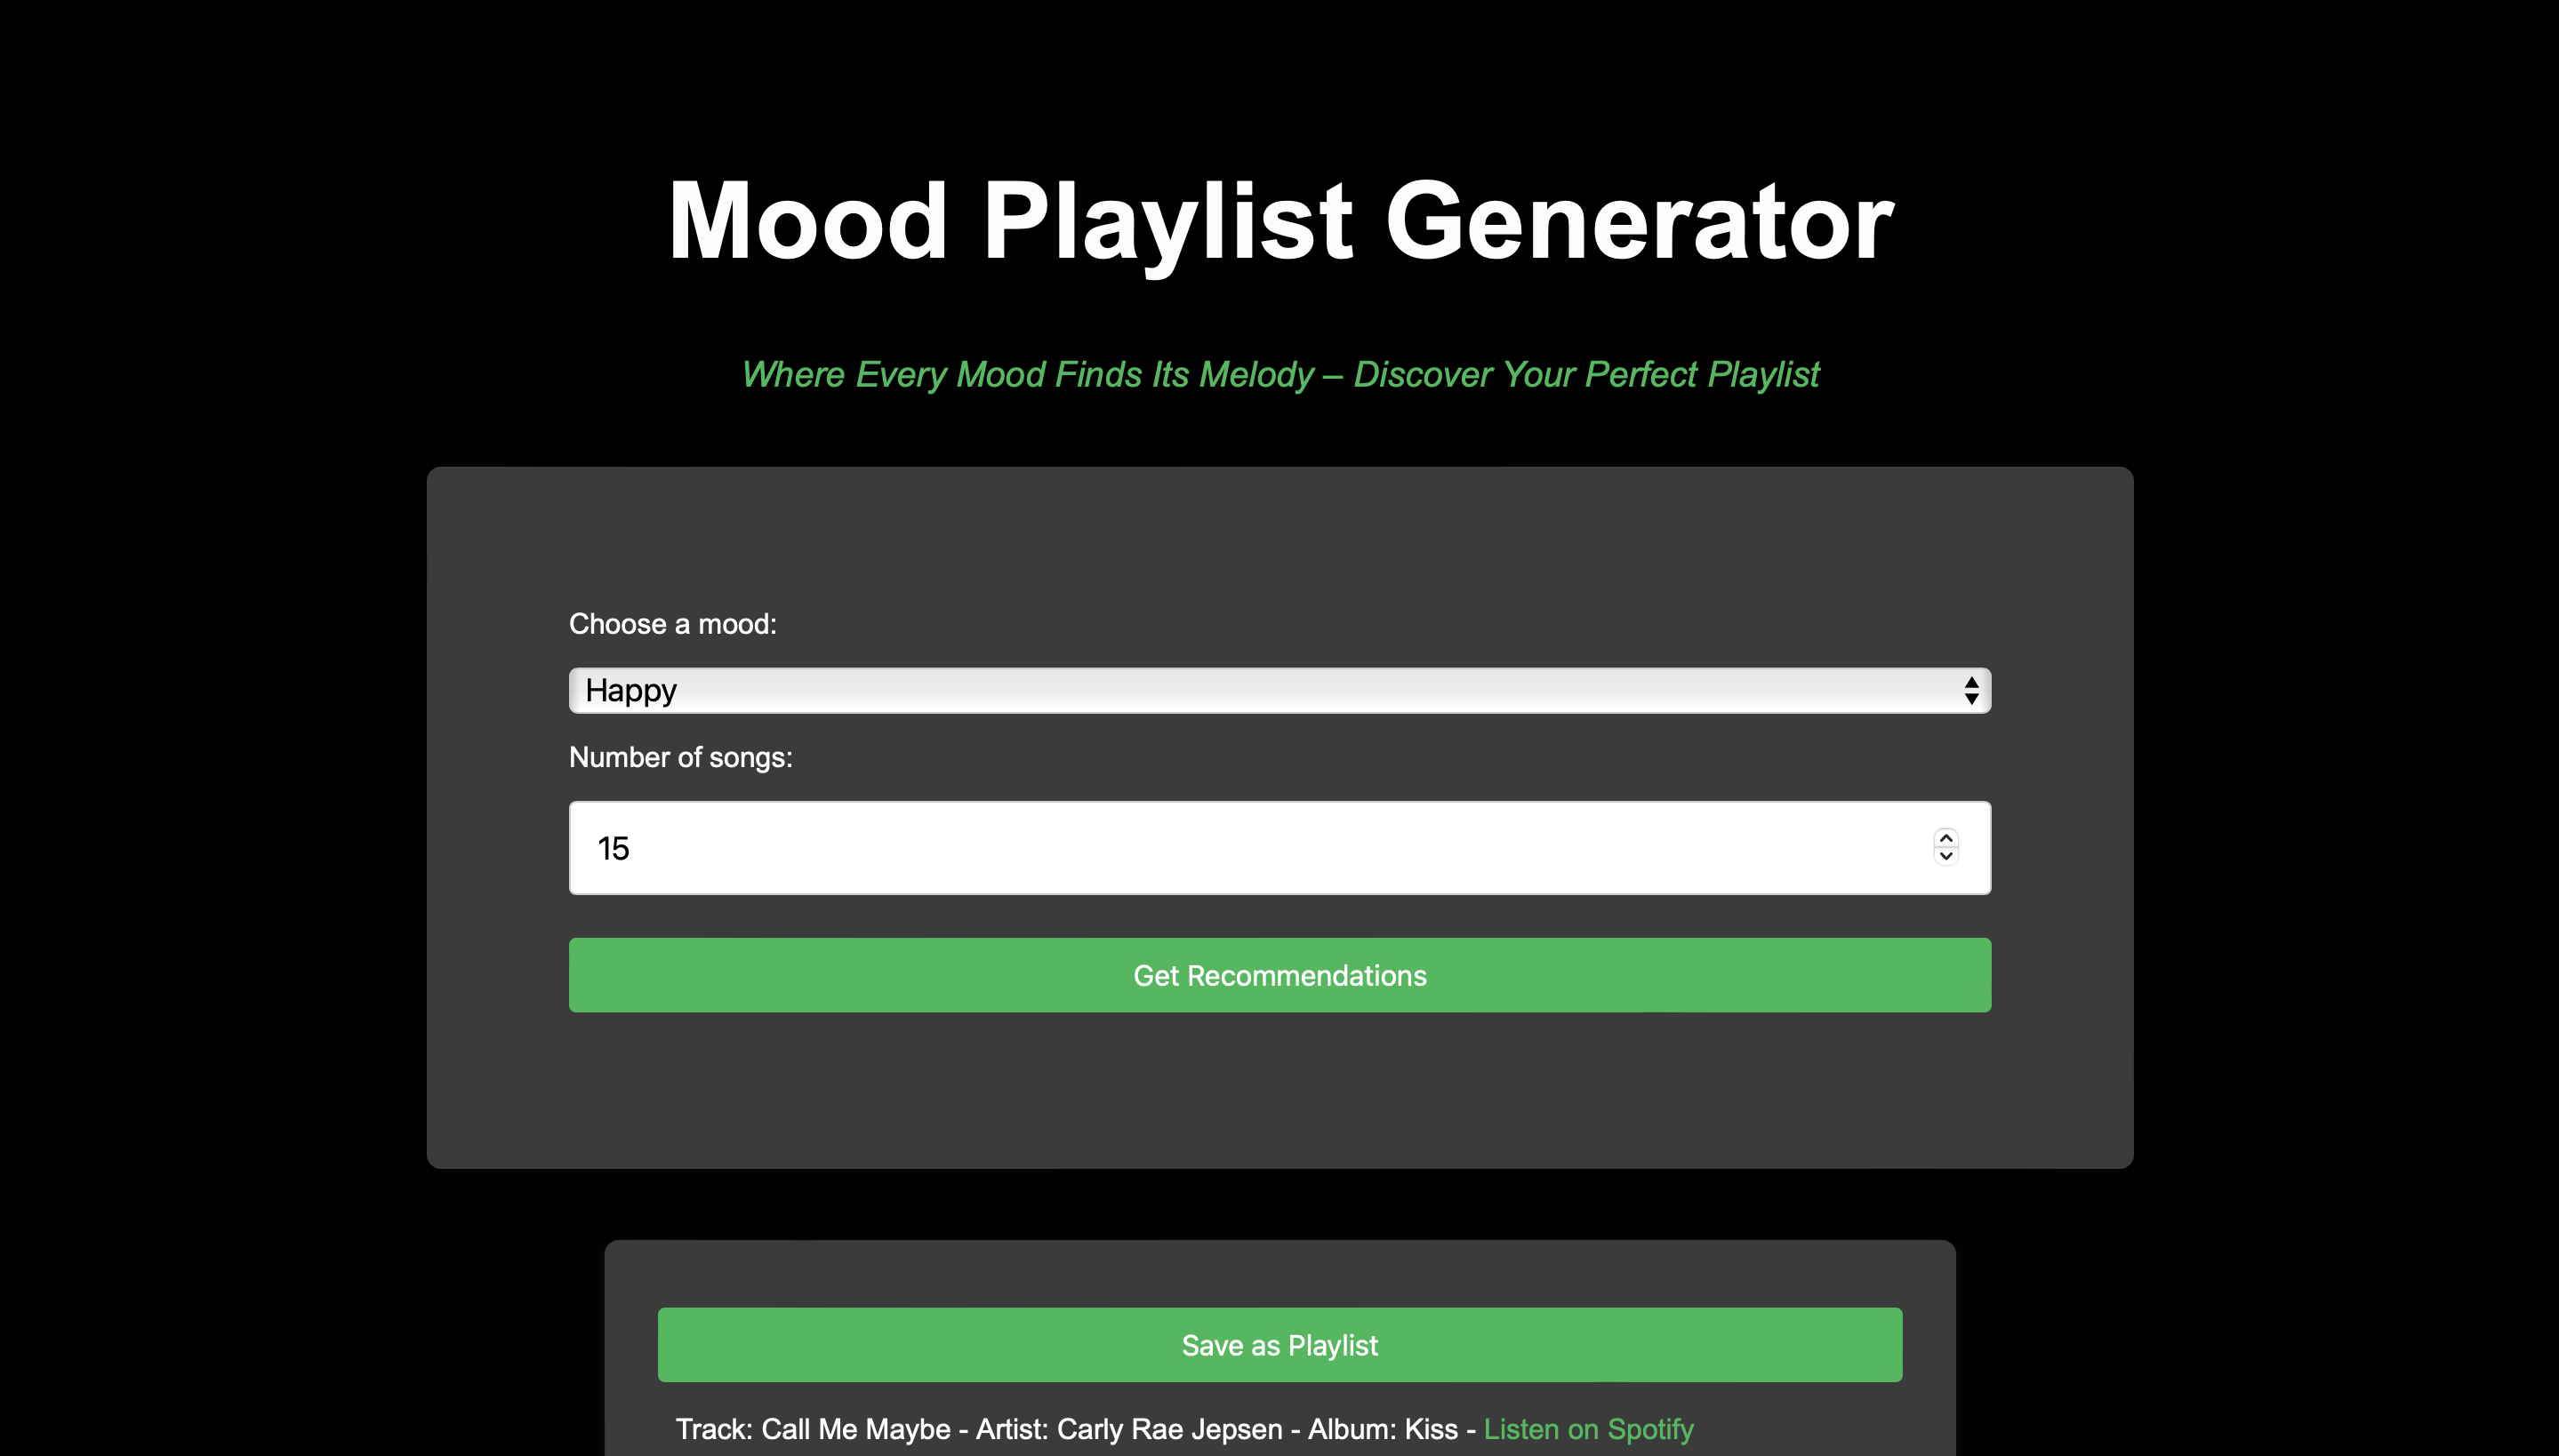 Mood Playlist Generator
Where Every Mood Finds Its Melody – Discover Your Perfect Playlist
Choose a mood:
Happy
Number of songs:
15
Get Recommendations
Save as Playlist
Track: Call Me Maybe - Artist: Carly Rae Jepsen - Album: Kiss - Listen on Spotify